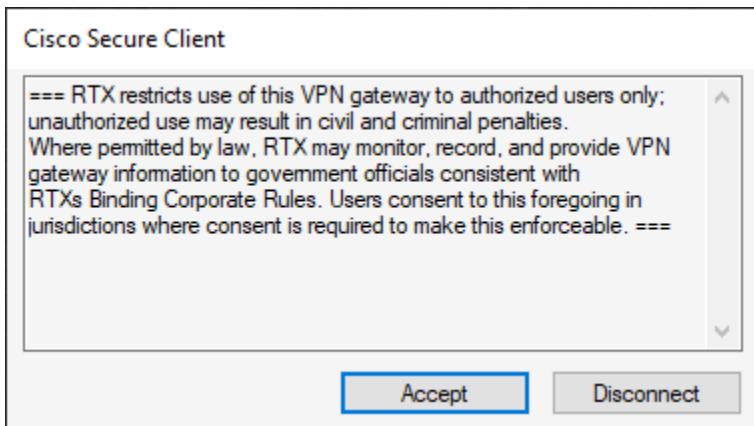 Cisco Secure Client
=== RTX restricts use of this VPN gateway to authorized users only;
unauthorized use may result in civil and criminal penalties.
Where permitted by law, RTX may monitor, record, and provide VPN
gateway information to government officials consistent with
RTXs Binding Corporate Rules. Users consent to this foregoing in
jurisdictions where consent is required to make this enforceable. ===
Accept
Disconnect